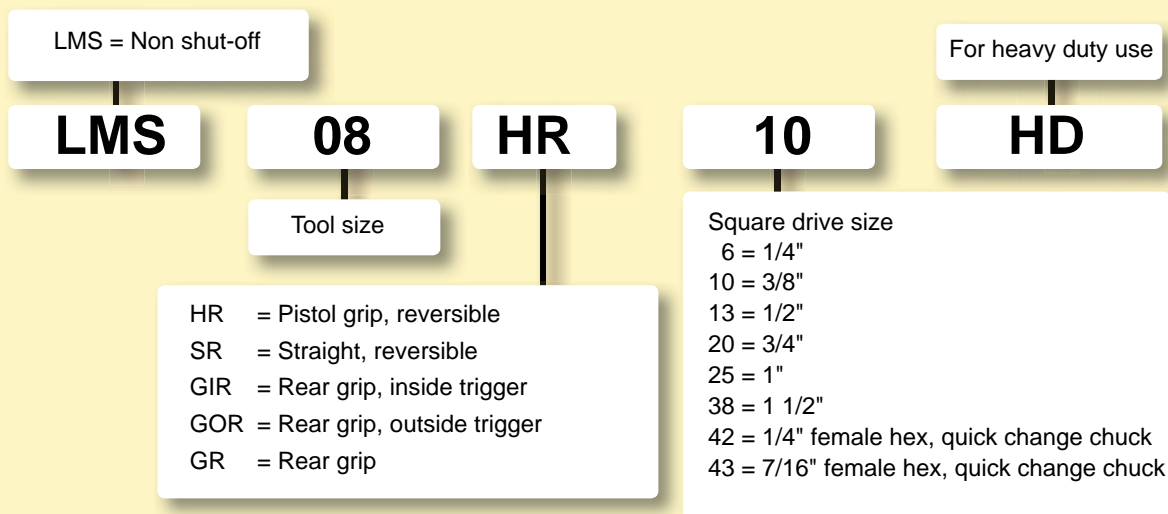 LMS = Non shut-off
For heavy duty use
LMS 08 HR 10 HD
Tool size
HR = Pistol grip, reversible
SR = Straight, reversible
GIR = Rear grip, inside trigger
GOR = Rear grip, outside trigger
GR = Rear grip
Square drive size
6 = 1/4"
10 = 3/8"
13 = 1/2"
20 = 3/4"
25 = 1"
38 = 1 1/2"
42 = 1/4" female hex, quick change chuck
43 = 7/16" female hex, quick change chuck